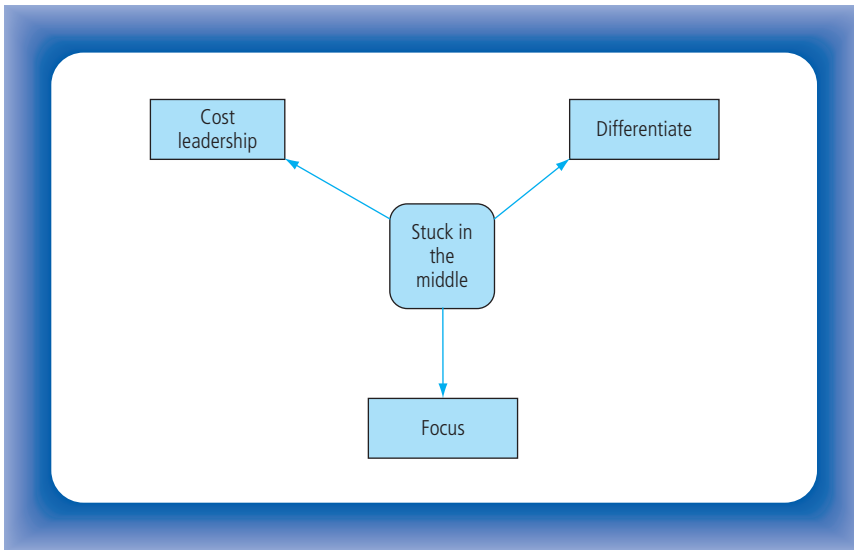 Cost
leadership
Differentiate
Stuck in
the
middle
Focus